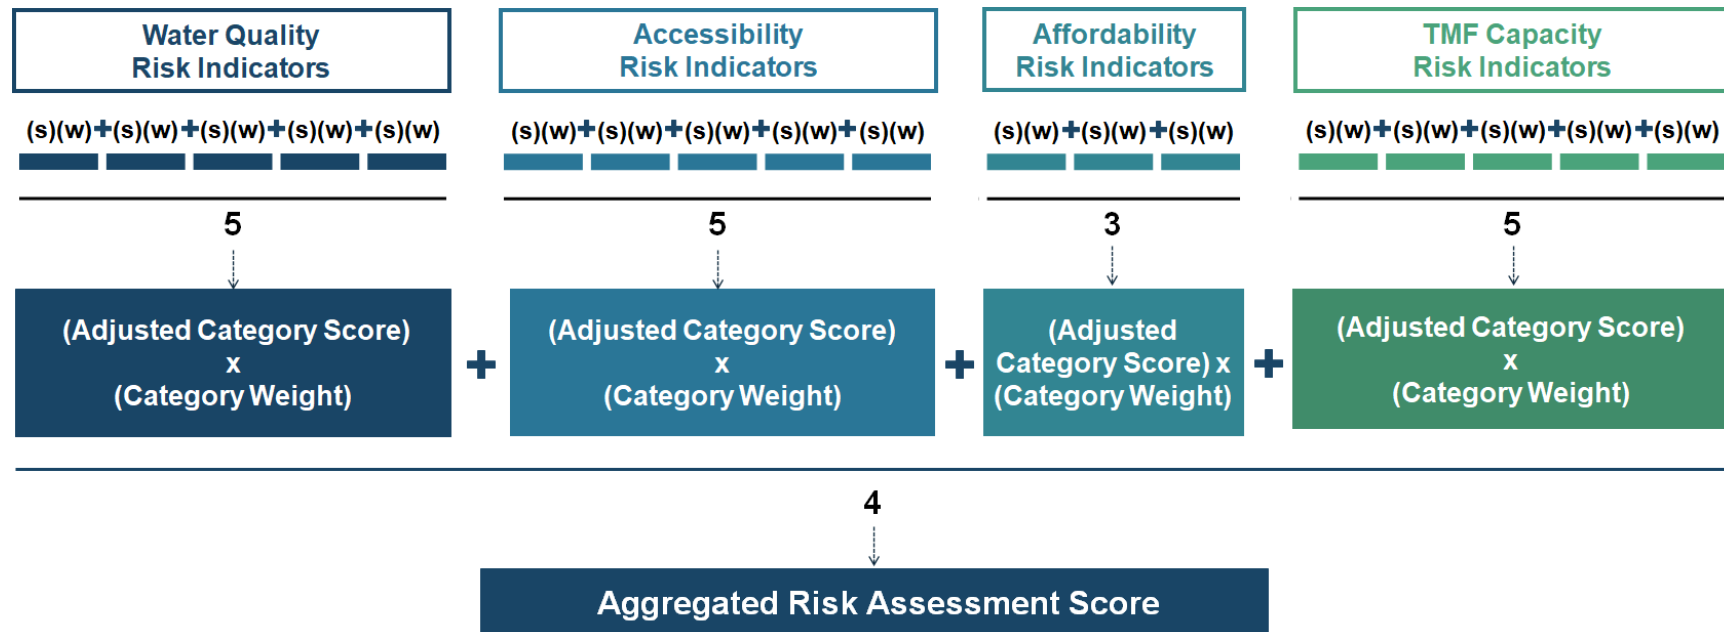 Water Quality
Risk Indicators
Accessibility
Risk Indicators
Affordability
Risk Indicators
TMF Capacity
Risk Indicators
(s)(w)+(s)(w)+(s)(w)+(s)(w)+(s)(w)
(s)(w)+(s)(w)+(s)(w)+(s)(w)+(s)(w)
(s)(w)+(s)(w)+(s)(w)
(s)(w)+(s)(w)+(s)(w)+(s)(w)+(s)(w)
5
5
3
5
(Adjusted Category Score)
x
(Category Weight)
+
(Adjusted Category Score)
x
(Category Weight)
+
(Adjusted
Category Score) x
(Category Weight)
+
(Adjusted Category Score)
x
(Category Weight)
4
Aggregated Risk Assessment Score